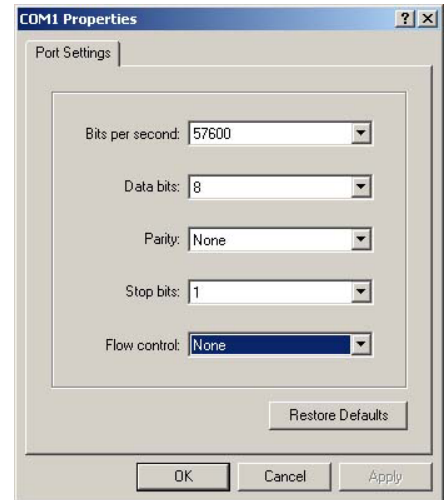 COM1 Properties
Port Settings
Bits per second: 57600
Data bits: 8
Parity: None
Stop bits: 1
Flow control: None
Restore Defaults
OK Cancel Apply